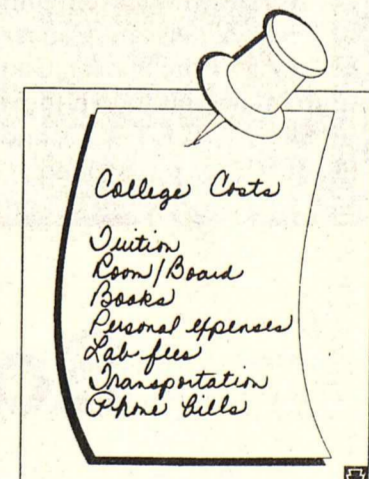 College Costs
Tuition
Room/Board
Books
Personal expenses
Lab fees
Transportation
Phone bills